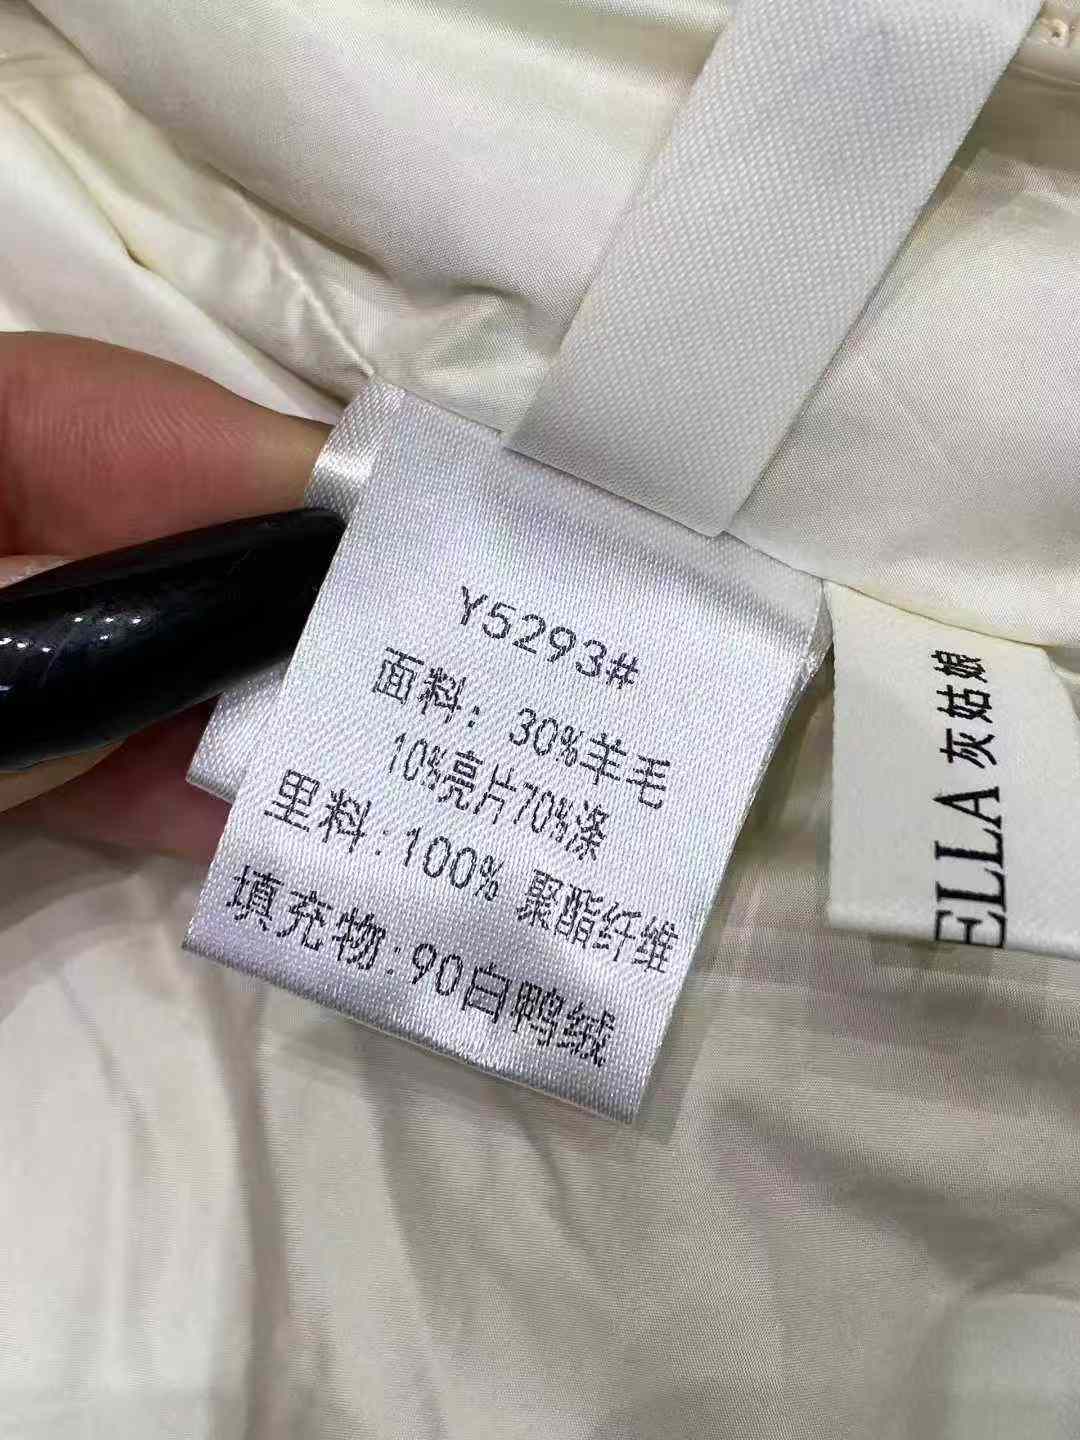 Y5293#
面料: 30%羊毛
10%亮片70%涤
里料:100% 聚酯纤维
填充物:90白鸭绒
ELLA 灰姑娘